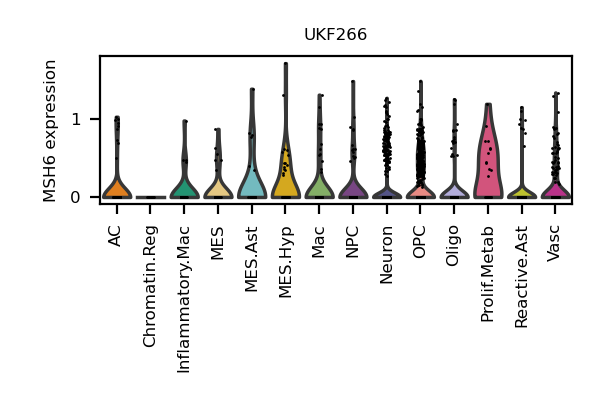 UKF266
MSH6 expression
1
0
AC
Chromatin.Reg
Inflammatory.Mac
MES
MES.Ast
MES.Hyp
Mac
NPC
Neuron
OPC
Oligo
Prolif.Metab
Reactive.Ast
Vasc